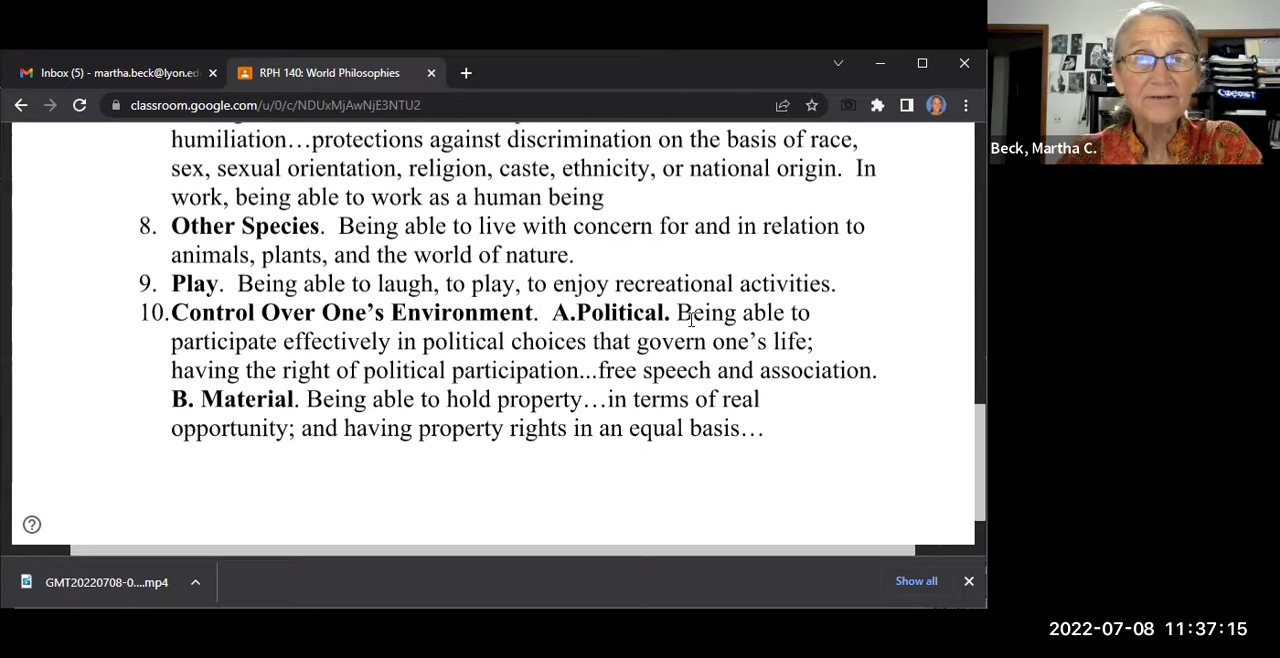 Inbox (5) - martha.beck@lyon.ed
RPH 140: World Philosophies
classroom.google.com/u/0/c/NDUxMjAwNjE3NTU2
humiliation…protections against discrimination on the basis of race,
sex, sexual orientation, religion, caste, ethnicity, or national origin. In
work, being able to work as a human being
8. Other Species. Being able to live with concern for and in relation to
animals, plants, and the world of nature.
9. Play. Being able to laugh, to play, to enjoy recreational activities.
10. Control Over One's Environment. A.Political. Being able to
participate effectively in political choices that govern one's life;
having the right of political participation...free speech and association.
B. Material. Being able to hold property…in terms of real
opportunity; and having property rights in an equal basis…
GMT20220708-0....mp4
Show all
Beck, Martha C.
2022-07-08 11:37:15